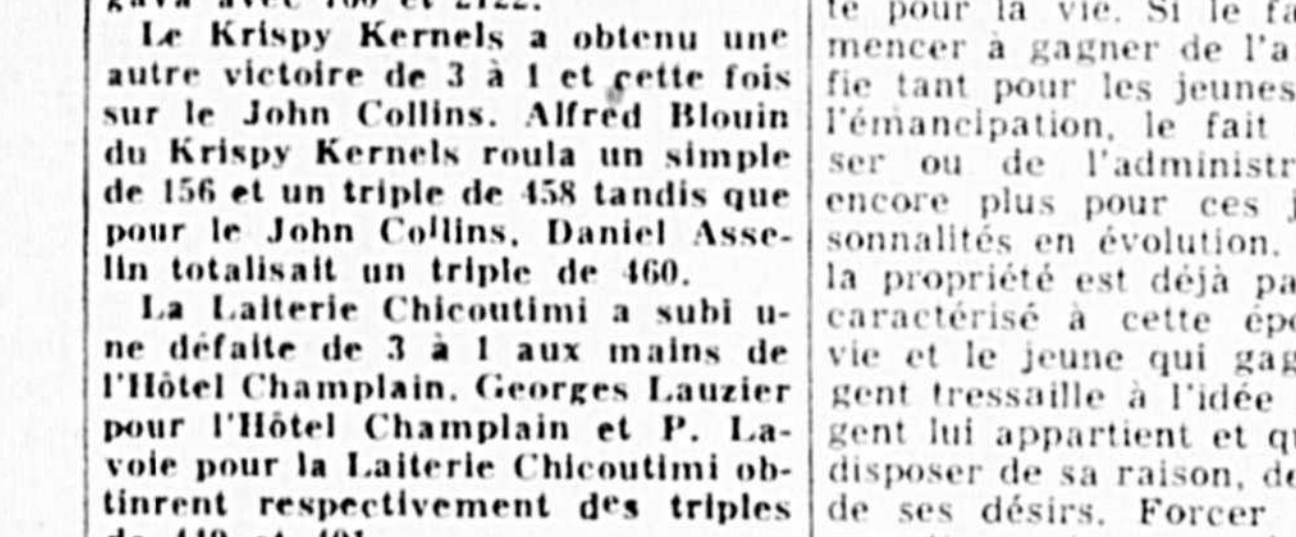 Le Krispy Kernels a obtenu une
autre victoire de 3 à 1 et cette fois
sur le John Collins. Alfred Blouin
du Krispy Kernels roula un simple
de 156 et un triple de 458 tandis que
pour le John Collins, Daniel Asse-
lin totalisait un triple de 460.
La Laiterie Chicoutimi a subi u-
ne défaite de 3 à 1 aux mains de
l'Hôtel Champlain. Georges Lauzier
pour l'Hôtel Champlain et P. La-
voie pour la Laiterie Chicoutimi ob-
tinrent respectivement des triples
te pour la vie. Si le fa
mencer à gagner de l'a
fie tant pour les jeunes
l'émancipation, le fait
ser ou de l'administr
encore plus pour ces j
sonnalités en évolution.
la propriété est déjà pa
caractérisé à cette épo
vie et le jeune qui gag
gent tressaille à l'idée
gent lui appartient et qu
disposer de sa raison, de
de ses désirs. Forcer